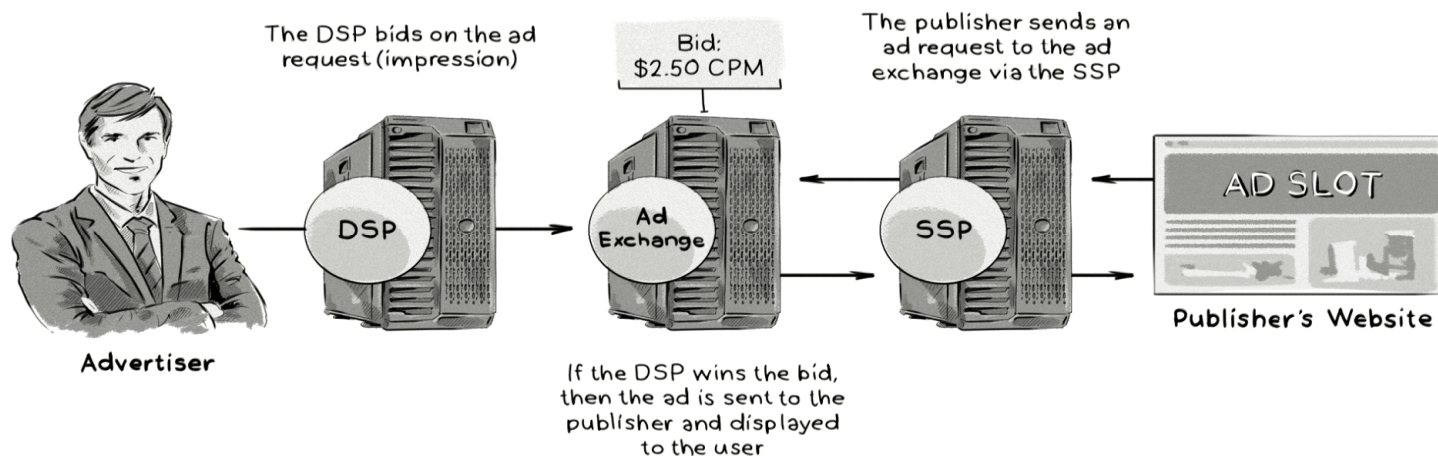 The DSP bids on the ad
request (impression)
Bid:
$2.50 CPM
The publisher sends an
ad request to the ad
exchange via the SSP
AD SLOT
DSP
Ad
Exchange
SSP
Publisher's Website
Advertiser
If the DSP wins the bid,
then the ad is sent to the
publisher and displayed
to the user